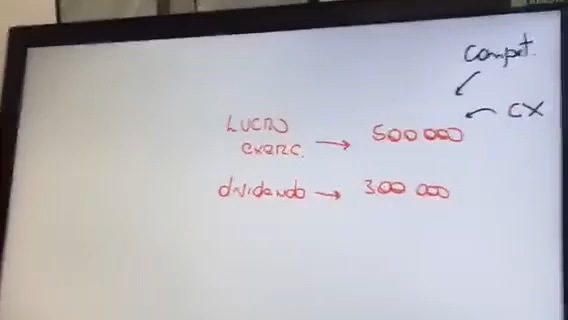 Compet.
CX
LUCRO → 500 000
exerc.
dividendo → 300 000